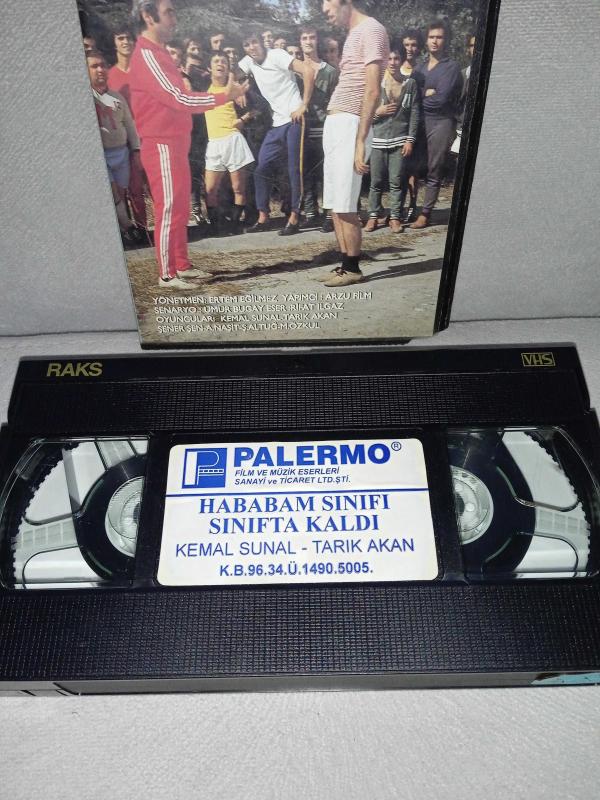 YÖNETMEN: ERTEM EĞİLMEZ, YAPIMCI : ARZU FİLM
SENARYO : UMUR BUGAY ESER :RIFAT ILGAZ
OYUNCULAR: KEMAL SUNAL-TARIK AKAN
ŞENER ŞEN-A.NAŞİT-Ş.ALTUĞ-M.ÖZKUL
RAKS
VHS
PALERMO®
FİLM VE MÜZİK ESERLERİ
SANAYİ ve TİCARET LTD.ŞTİ.
HABABAM SINIFI
SINIFTA KALDI
KEMAL SUNAL - TARIK AKAN
K.B.96.34.Ü.1490.5005.